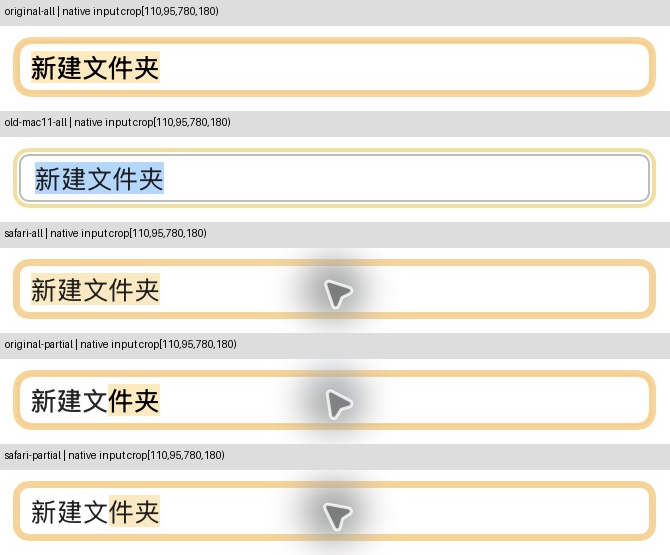 original-all | native input crop[110,95,780,180)
新建文件夹
old-mac11-all | native input crop[110,95,780,180)
新建文件夹
safari-all | native input crop[110,95,780,180)
新建文件夹
original-partial | native input crop[110,95,780,180)
新建文件夹
safari-partial | native input crop[110,95,780,180)
新建文件夹